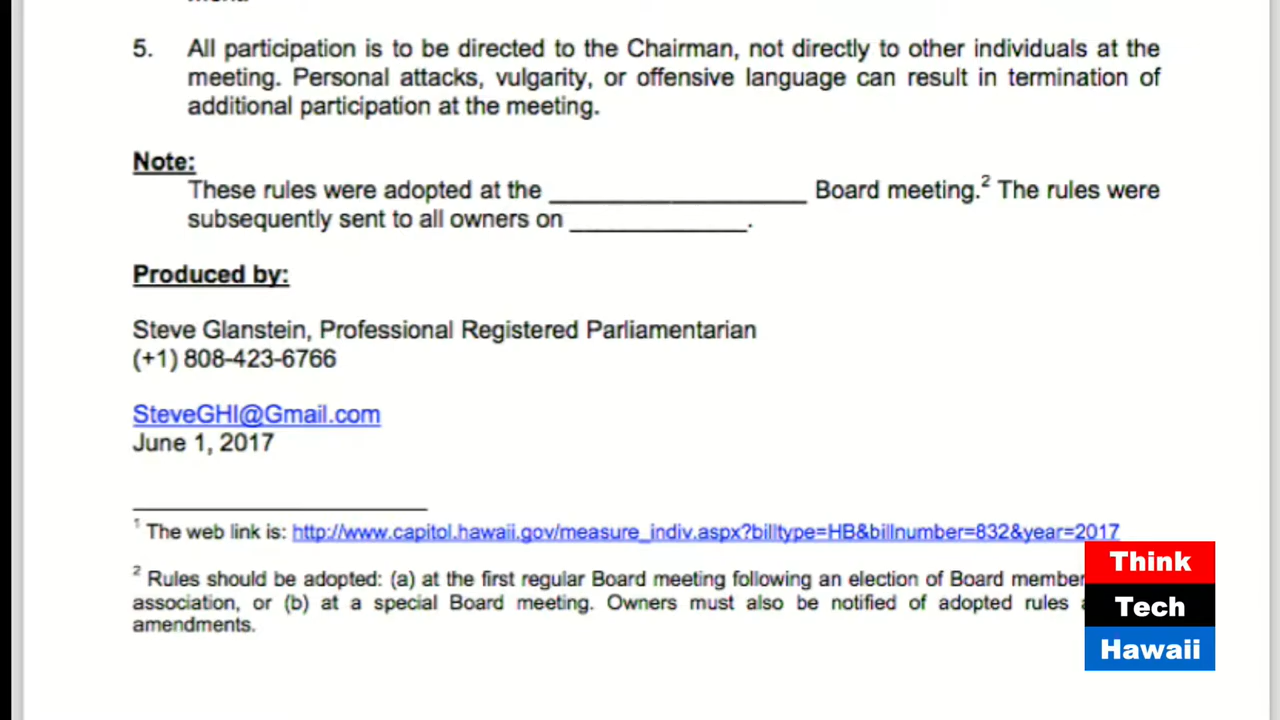 5. All participation is to be directed to the Chairman, not directly to other individuals at the
meeting. Personal attacks, vulgarity, or offensive language can result in termination of
additional participation at the meeting.
Note:
These rules were adopted at the ____________________ Board meeting.2 The rules were
subsequently sent to all owners on ______________.
Produced by:
Steve Glanstein, Professional Registered Parliamentarian
(+1) 808-423-6766
SteveGHI@Gmail.com
June 1, 2017
1 The web link is: http://www.capitol.hawaii.gov/measure_indiv.aspx?billtype=HB&billnumber=832&year=2017
2 Rules should be adopted: (a) at the first regular Board meeting following an election of Board member
association, or (b) at a special Board meeting. Owners must also be notified of adopted rules
amendments.
Think
Tech
Hawaii